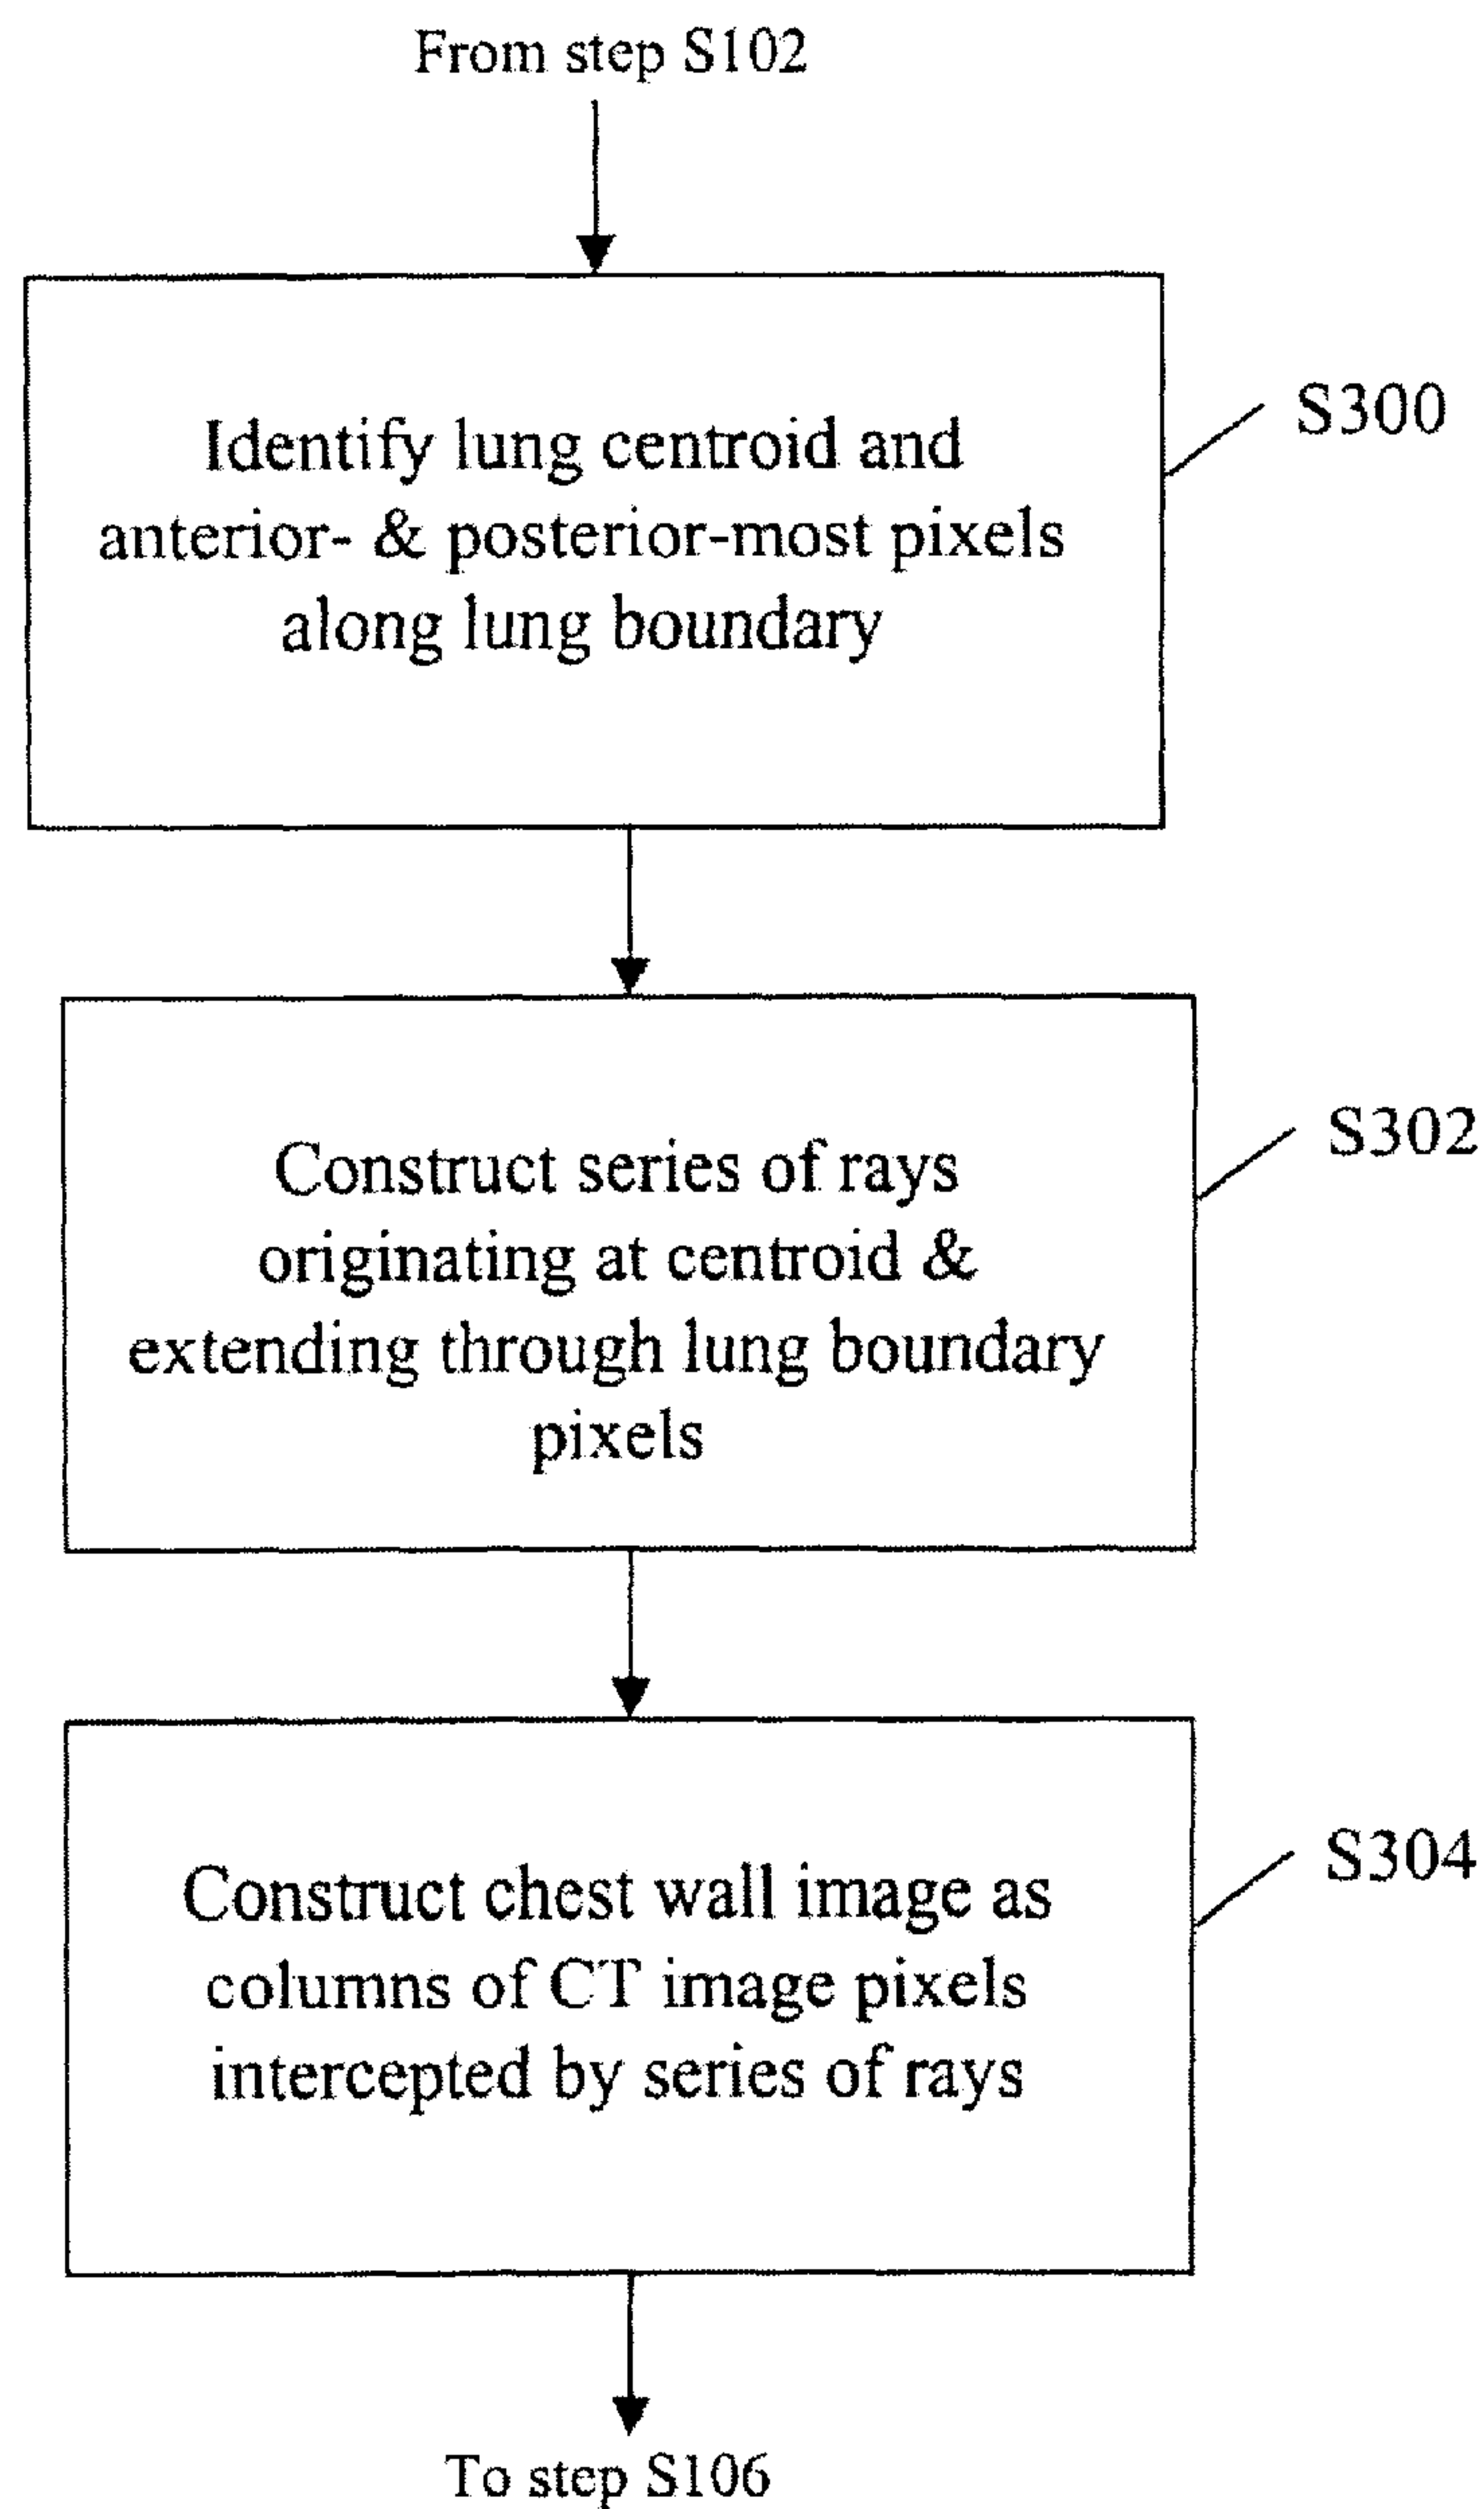 From step S102
Identify lung centroid and
anterior- & posterior-most pixels
along lung boundary
S300
Construct series of rays
originating at centroid &
extending through lung boundary
pixels
S302
Construct chest wall image as
columns of CT image pixels
intercepted by series of rays
S304
To step S106